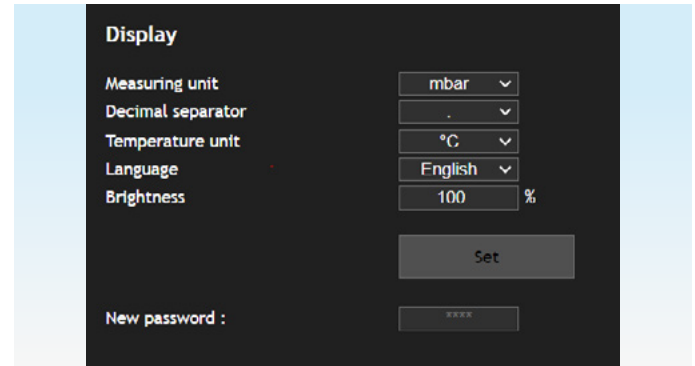 Display
Measuring unit mbar
Decimal separator .
Temperature unit °C
Language English
Brightness 100 %
Set
New password : ****